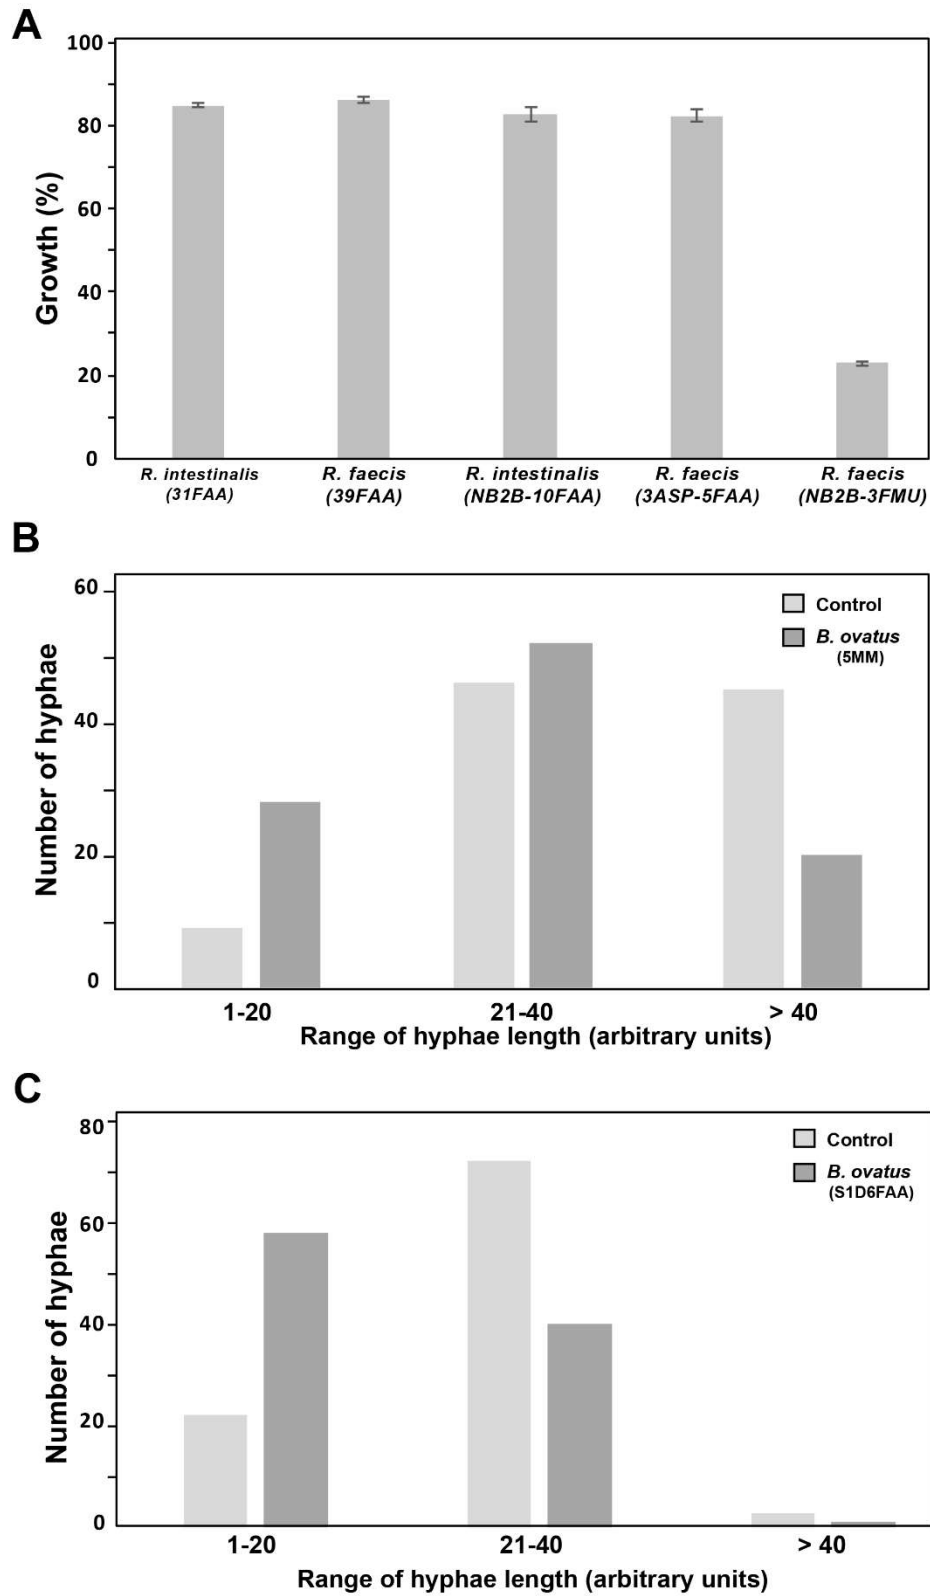 A
100
80
60
40
20
0
Growth (%)
R. intestinalis
(31FAA)
R. faecis
(39FAA)
R. intestinalis
(NB2B-10FAA)
R. faecis
(3ASP-5FAA)
R. faecis
(NB2B-3FMU)
B
60
40
20
0
Number of hyphae
Control
B. ovatus
(5MM)
1-20
21-40
> 40
Range of hyphae length (arbitrary units)
C
80
60
40
20
0
Number of hyphae
Control
B. ovatus
(S1D6FAA)
1-20
21-40
> 40
Range of hyphae length (arbitrary units)